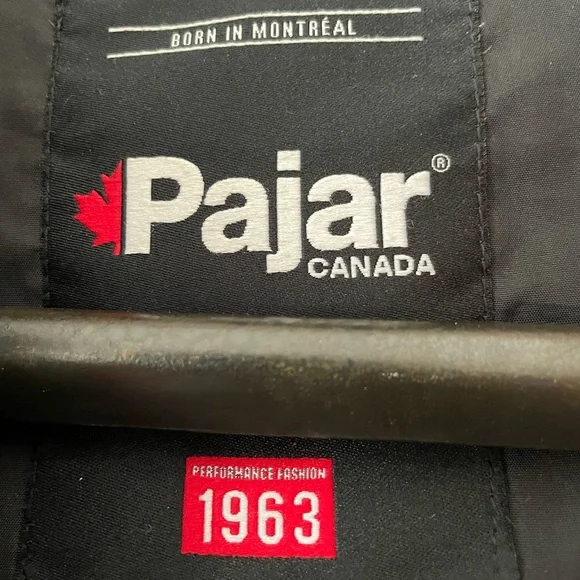 BORN IN MONTRÉAL
Pajar®
CANADA
PERFORMANCE FASHION
1963